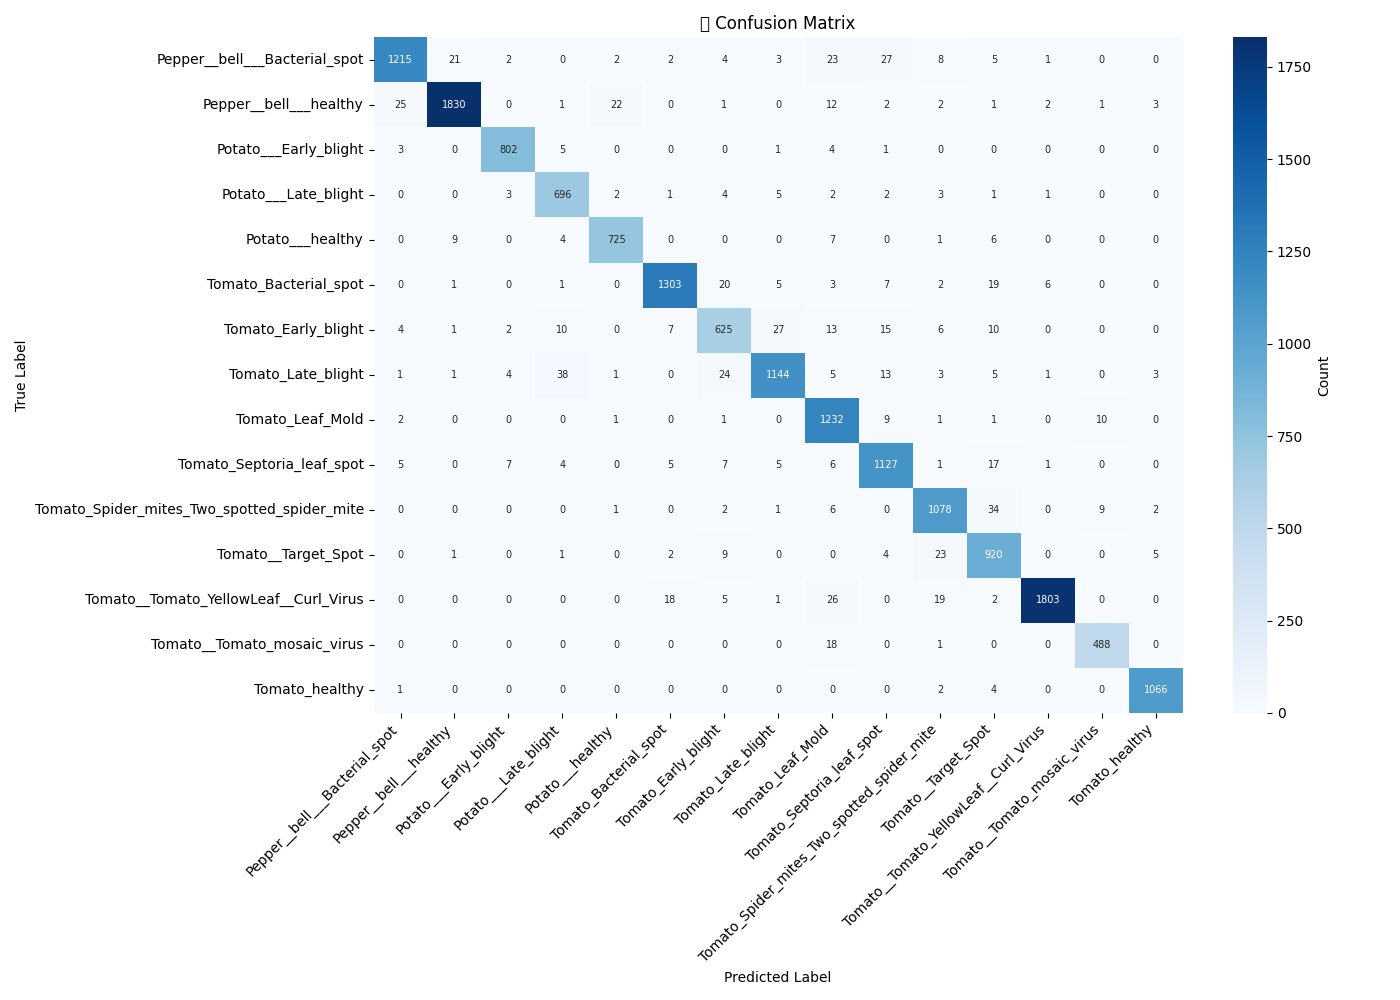 ▯ Confusion Matrix
Pepper__bell___Bacterial_spot 1215 21 2 0 2 2 4 3 23 27 8 5 1 0 0
Pepper__bell___healthy 25 1830 0 1 22 0 1 0 12 2 2 1 2 1 3
Potato___Early_blight 3 0 802 5 0 0 0 1 4 1 0 0 0 0 0
Potato___Late_blight 0 0 3 696 2 1 4 5 2 2 3 1 1 0 0
Potato___healthy 0 9 0 4 725 0 0 0 7 0 1 6 0 0 0
Tomato_Bacterial_spot 0 1 0 1 0 1303 20 5 3 7 2 19 6 0 0
Tomato_Early_blight 4 1 2 10 0 7 625 27 13 15 6 10 0 0 0
Tomato_Late_blight 1 1 4 38 1 0 24 1144 5 13 3 5 1 0 3
Tomato_Leaf_Mold 2 0 0 0 1 0 1 0 1232 9 1 1 0 10 0
Tomato_Septoria_leaf_spot 5 0 7 4 0 5 7 5 6 1127 1 17 1 0 0
Tomato_Spider_mites_Two_spotted_spider_mite 0 0 0 0 1 0 2 1 6 0 1078 34 0 9 2
Tomato__Target_Spot 0 1 0 1 0 2 9 0 0 4 23 920 0 0 5
Tomato__Tomato_YellowLeaf__Curl_Virus 0 0 0 0 0 18 5 1 26 0 19 2 1803 0 0
Tomato__Tomato_mosaic_virus 0 0 0 0 0 0 0 0 18 0 1 0 0 488 0
Tomato_healthy 1 0 0 0 0 0 0 0 0 0 2 4 0 0 1066
True Label
Pepper__bell___Bacterial_spot
Pepper__bell___healthy
Potato___Early_blight
Potato___Late_blight
Potato___healthy
Tomato_Bacterial_spot
Tomato_Early_blight
Tomato_Late_blight
Tomato_Leaf_Mold
Tomato_Septoria_leaf_spot
Tomato_Spider_mites_Two_spotted_spider_mite
Tomato__Target_Spot
Tomato__Tomato_YellowLeaf__Curl_Virus
Tomato__Tomato_mosaic_virus
Tomato_healthy
Predicted Label
1750
1500
1250
1000
750
500
250
0
Count